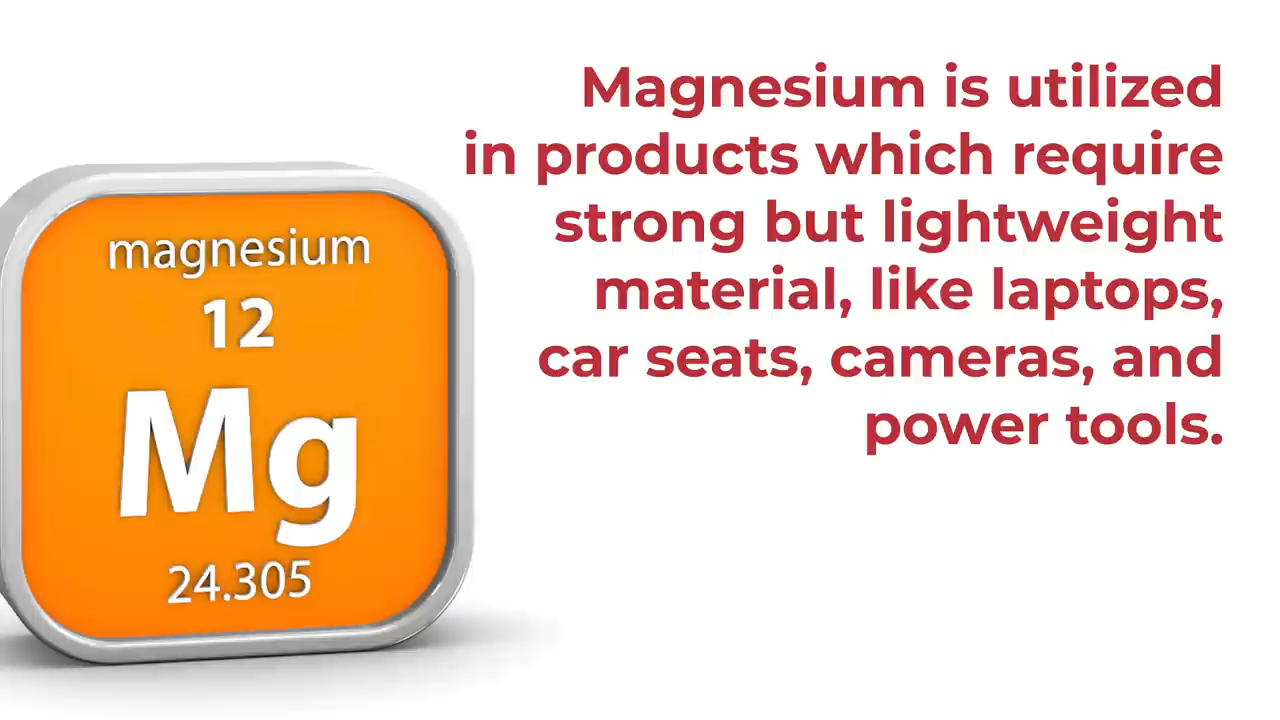 Magnesium is utilized
in products which require
strong but lightweight
material, like laptops,
car seats, cameras, and
power tools.
magnesium
12
Mg
24.305